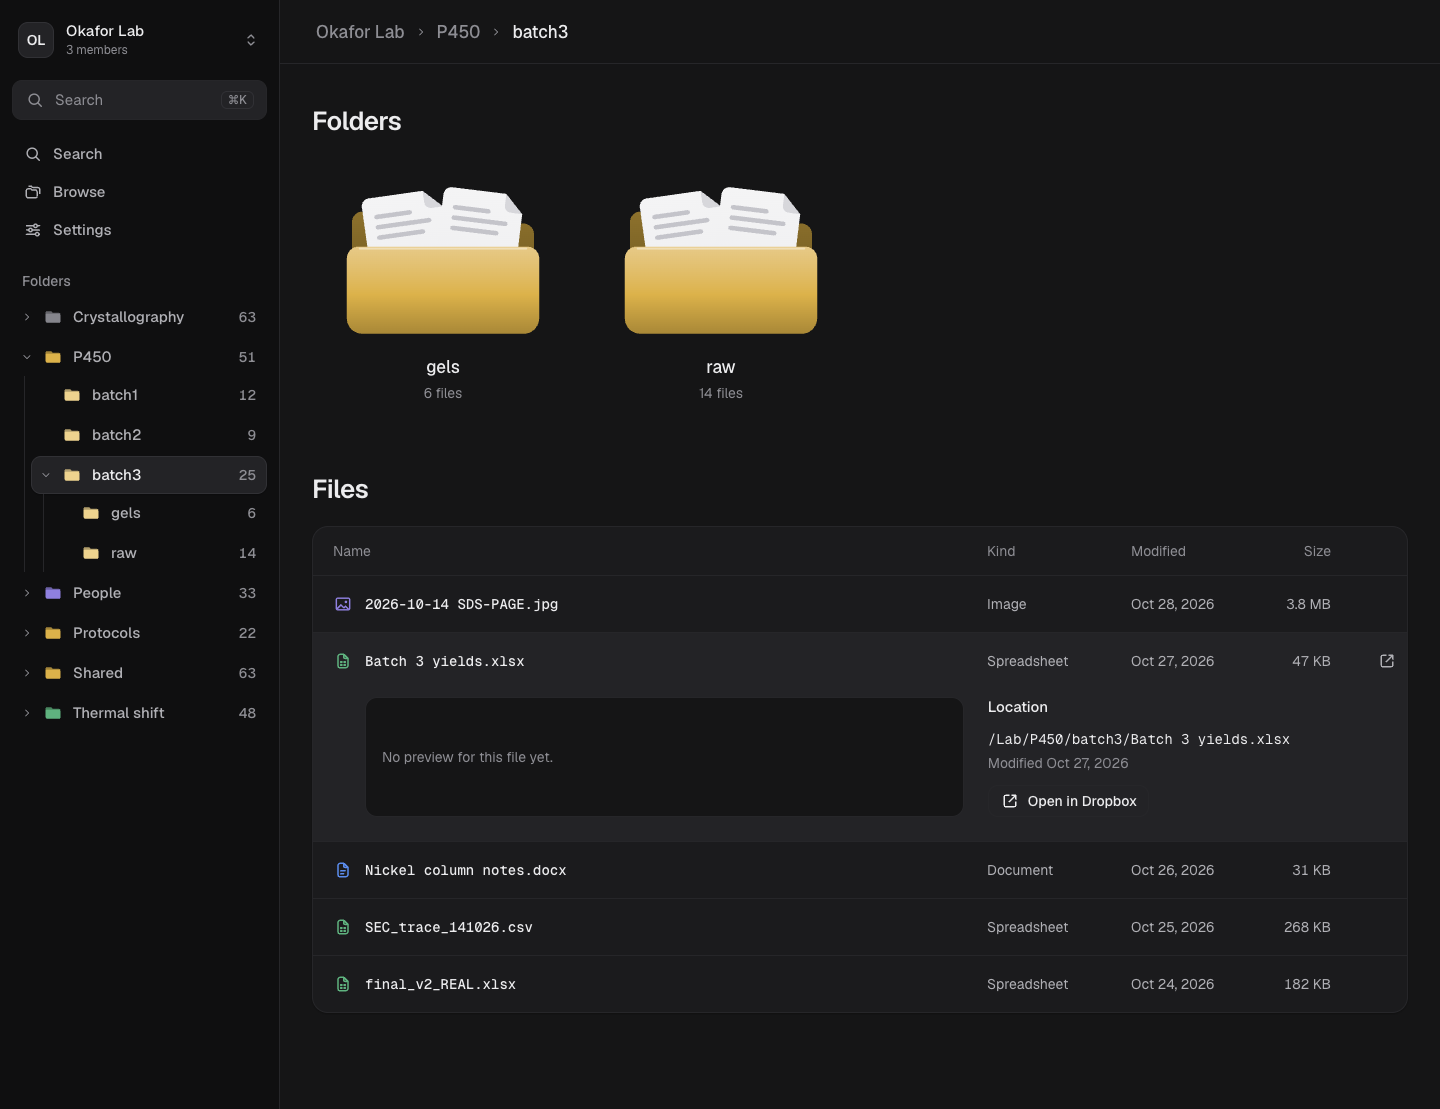 OL
Okafor Lab
3 members
Search ⌘K
Search
Browse
Settings
Folders
Crystallography 63
P450 51
batch1 12
batch2 9
batch3 25
gels 6
raw 14
People 33
Protocols 22
Shared 63
Thermal shift 48
Okafor Lab › P450 › batch3
Folders
gels
6 files
raw
14 files
Files
Name Kind Modified Size
2026-10-14 SDS-PAGE.jpg Image Oct 28, 2026 3.8 MB
Batch 3 yields.xlsx Spreadsheet Oct 27, 2026 47 KB
No preview for this file yet.
Location
/Lab/P450/batch3/Batch 3 yields.xlsx
Modified Oct 27, 2026
Open in Dropbox
Nickel column notes.docx Document Oct 26, 2026 31 KB
SEC_trace_141026.csv Spreadsheet Oct 25, 2026 268 KB
final_v2_REAL.xlsx Spreadsheet Oct 24, 2026 182 KB